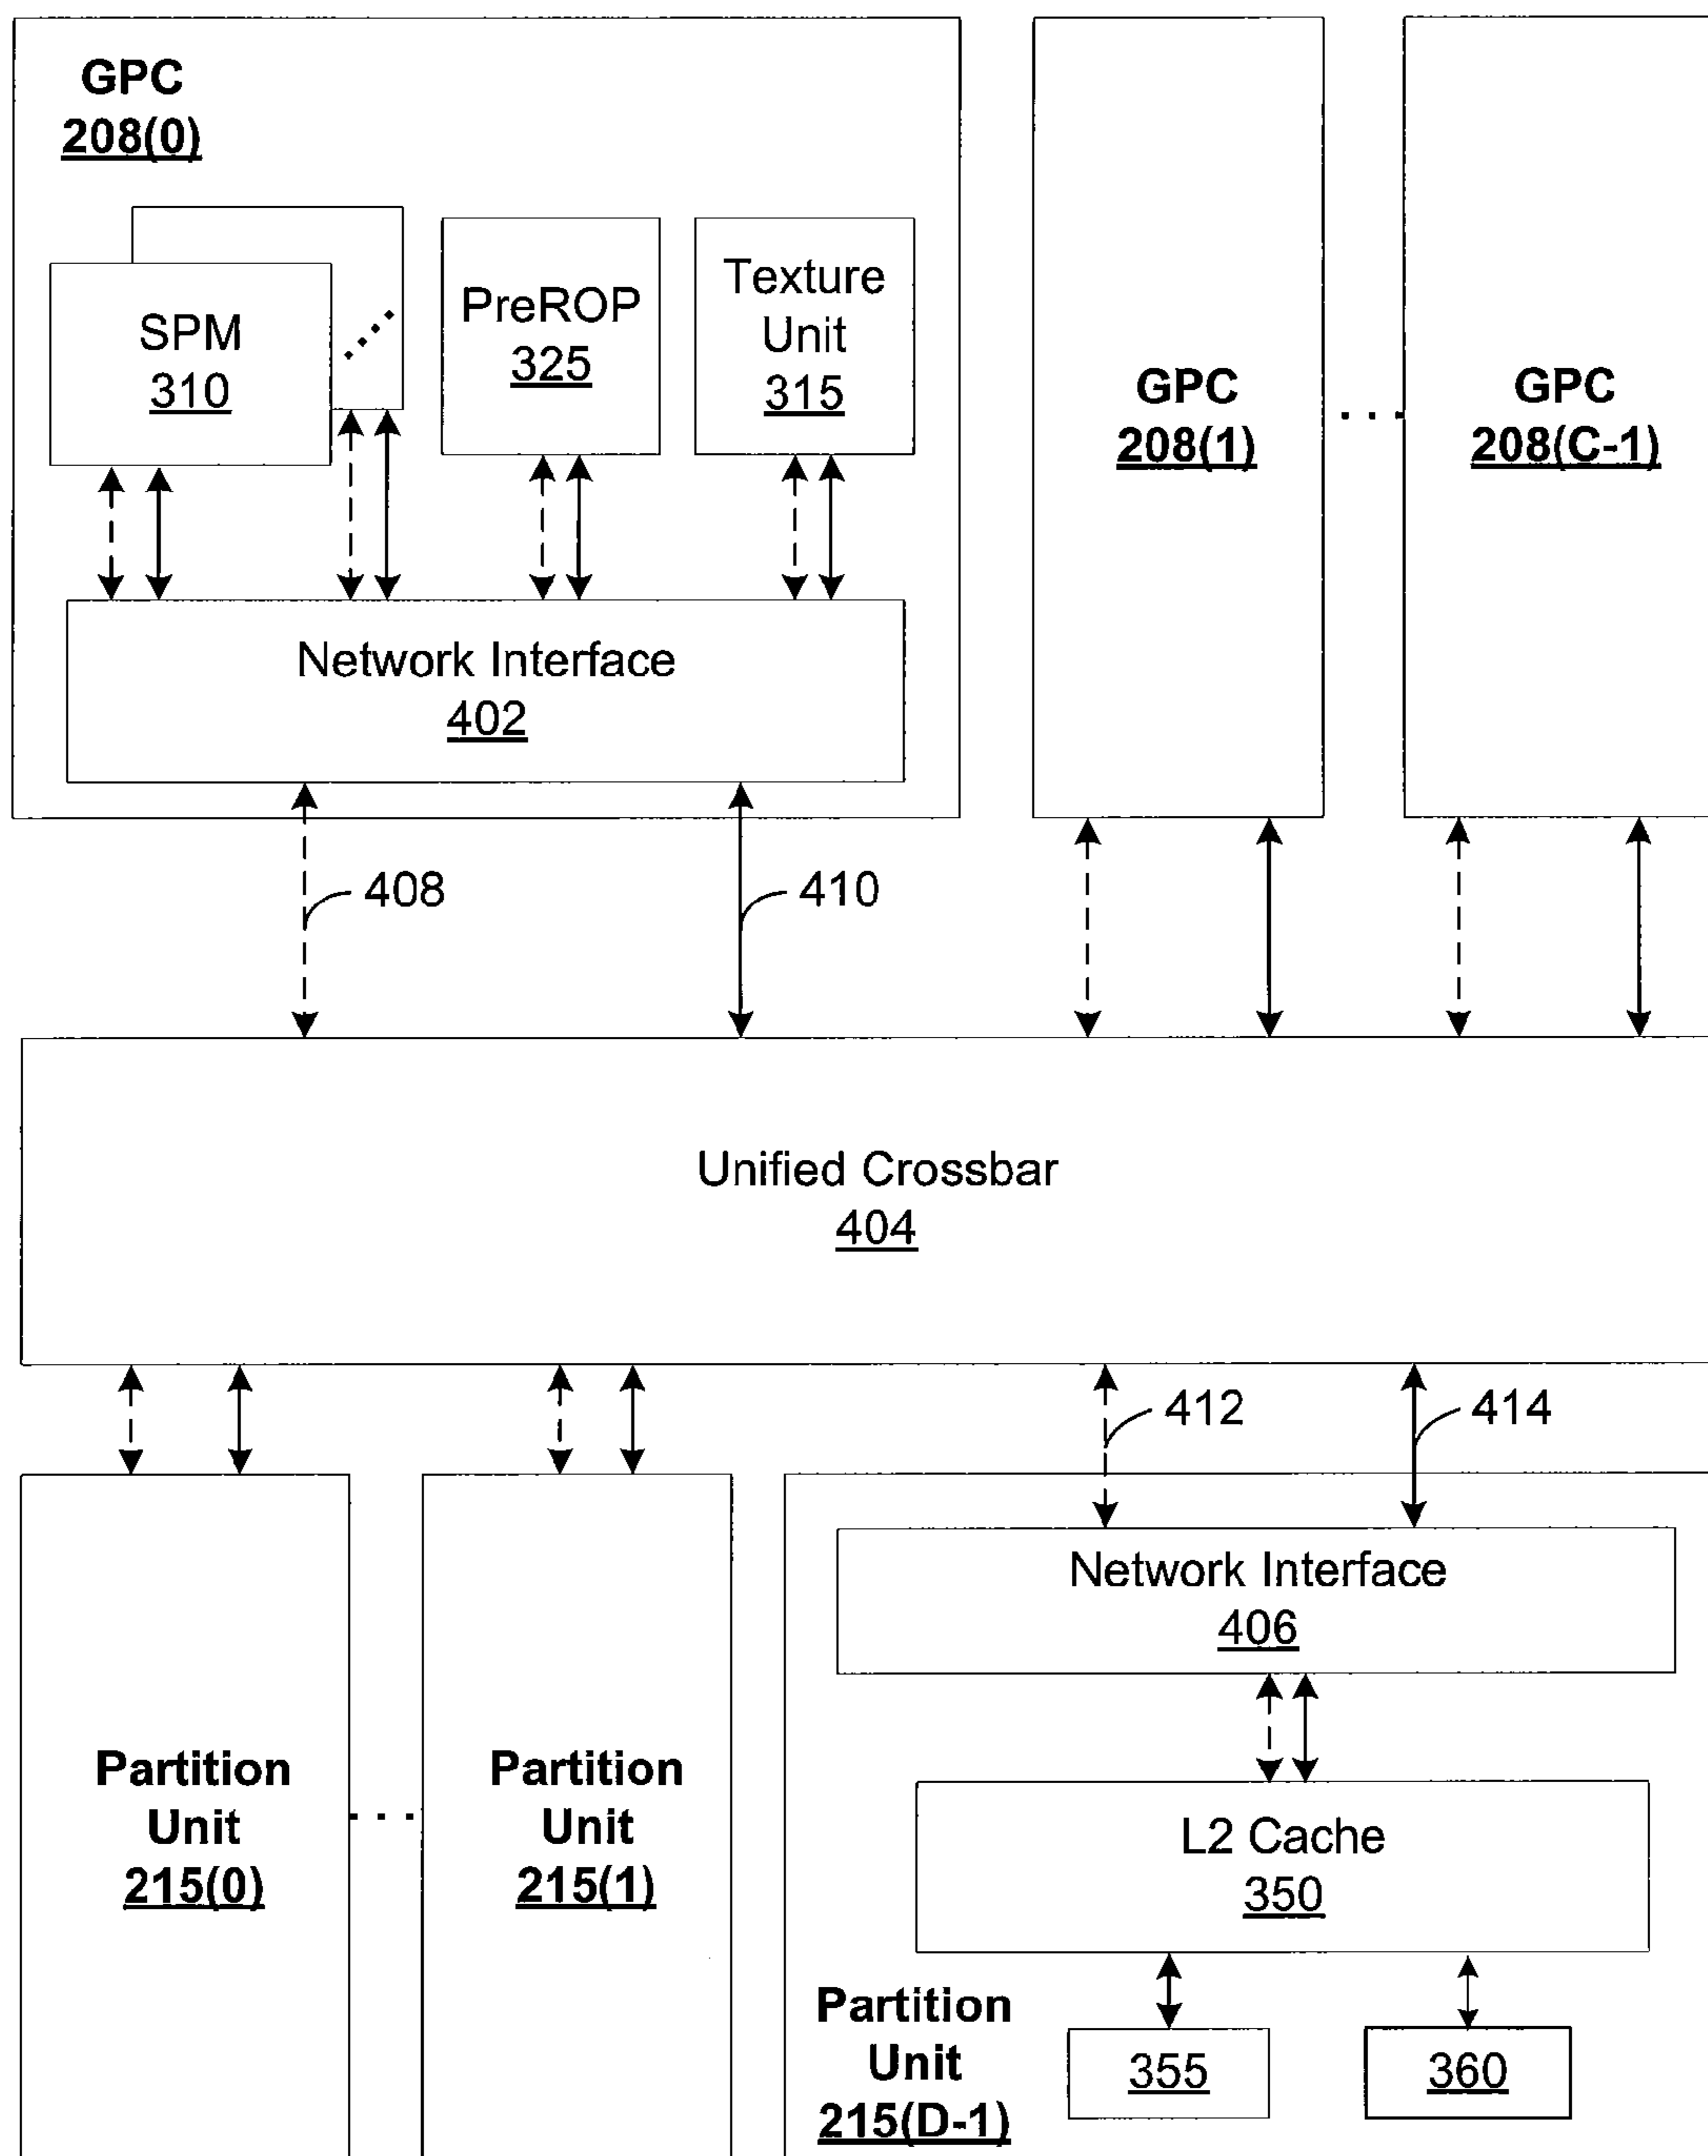 GPC
208(0)
SPM
310
PreROP
325
Texture
Unit
315
GPC
208(1)
GPC
208(C-1)
Network Interface
402
408
410
Unified Crossbar
404
412
414
Network Interface
406
Partition
Unit
215(0)
Partition
Unit
215(1)
L2 Cache
350
Partition
Unit
215(D-1)
355
360